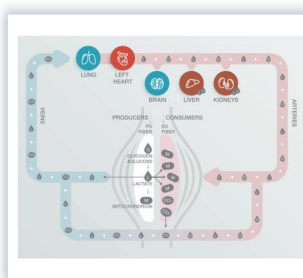 LUNG
LEFT
HEART
BRAIN
LIVER
KIDNEYS
VEINS
ARTERIES
PRODUCERS
CONSUMERS
FG
FIBER
SO
FIBER
GLYCOGEN
&GLUCOSE
LACTATE
MITOCHONDRION